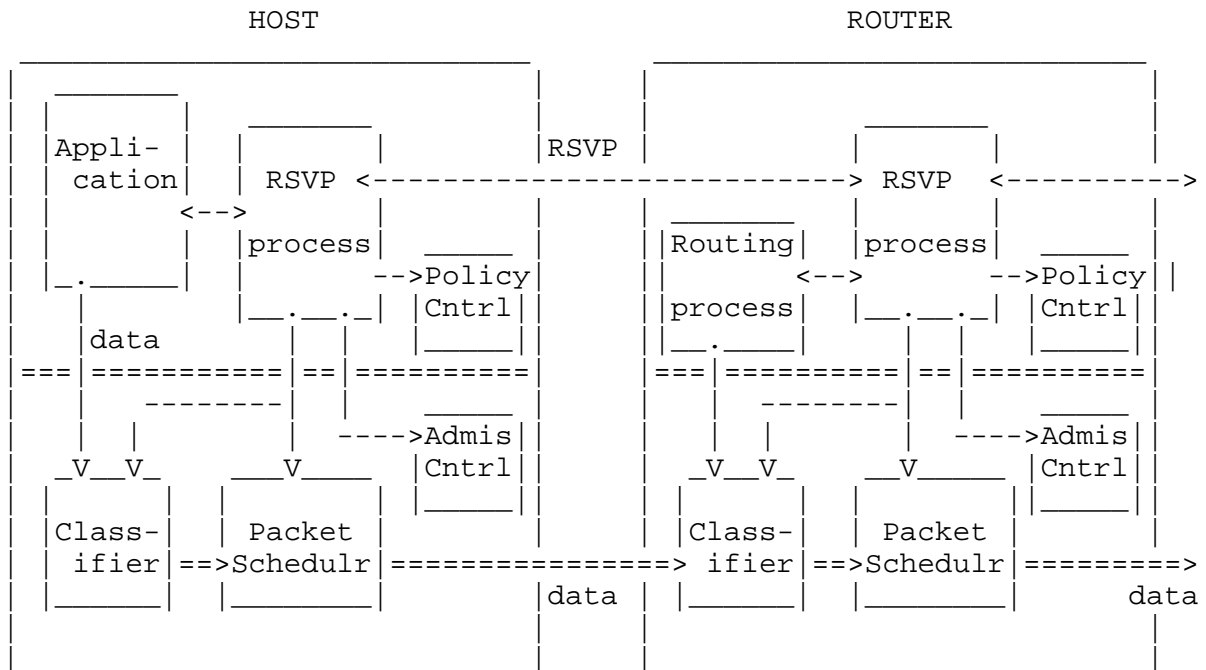 HOST ROUTER
Appli- RSVP
cation RSVP RSVP
Routing
process process
Policy Policy
Cntrl process Cntrl
data
Admis Admis
Cntrl Cntrl
Class- Packet Class- Packet
ifier Schedulr ifier Schedulr
data data